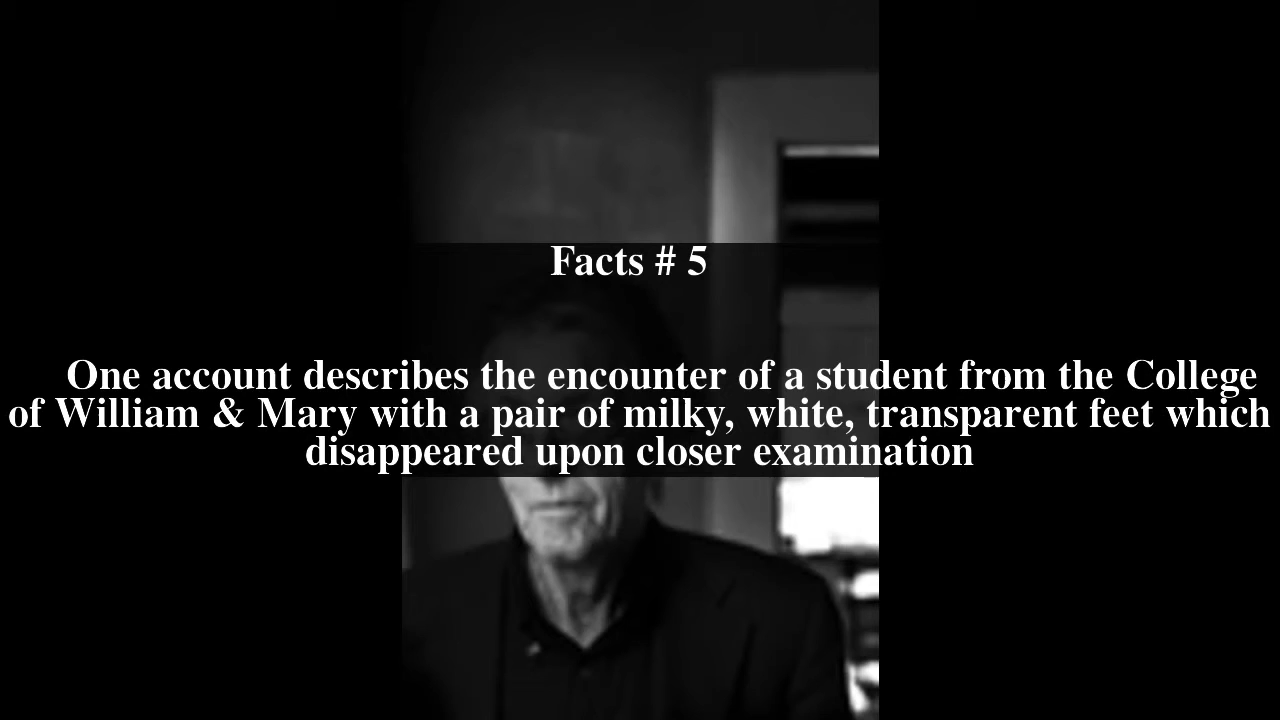 Facts # 5
One account describes the encounter of a student from the College
of William & Mary with a pair of milky, white, transparent feet which
disappeared upon closer examination